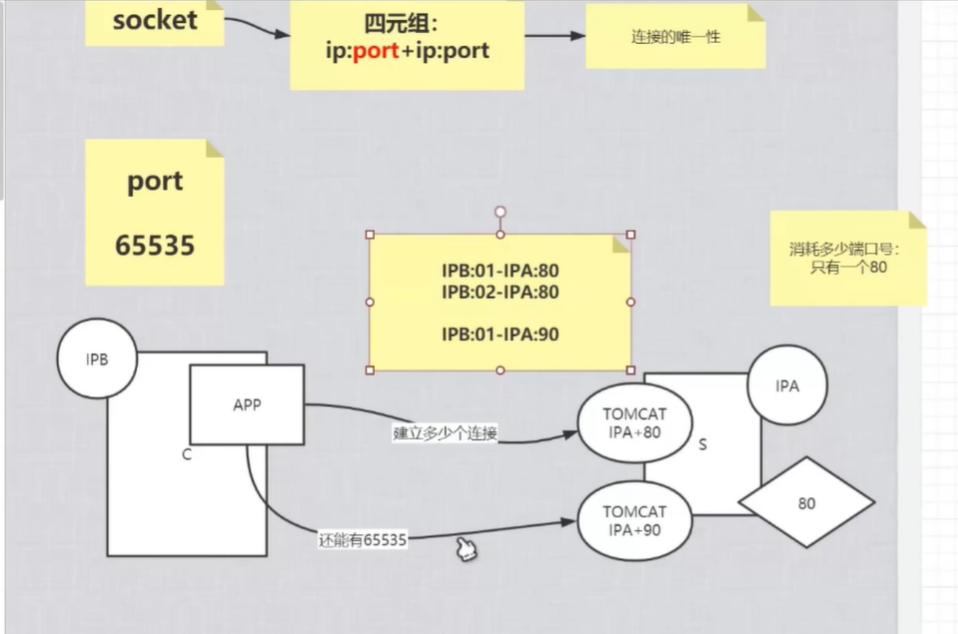 socket
四元组：
ip:port+ip:port
连接的唯一性
port
65535
IPB:01-IPA:80
IPB:02-IPA:80
IPB:01-IPA:90
消耗多少端口号：
只有一个80
IPB
APP
C
建立多少个连接
还能有65535
TOMCAT
IPA+80
S
IPA
TOMCAT
IPA+90
80